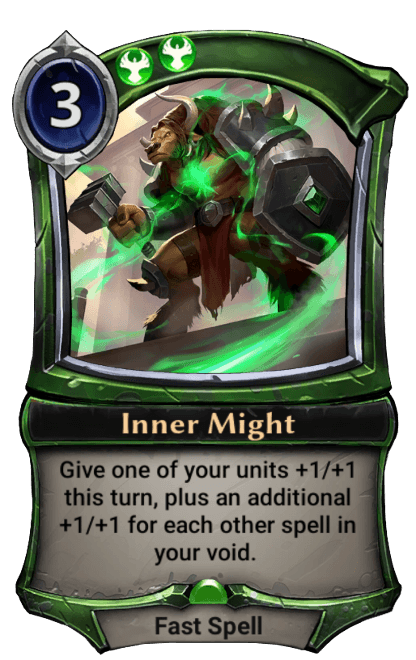 3
Inner Might
Give one of your units +1/+1
this turn, plus an additional
+1/+1 for each other spell in
your void.
Fast Spell